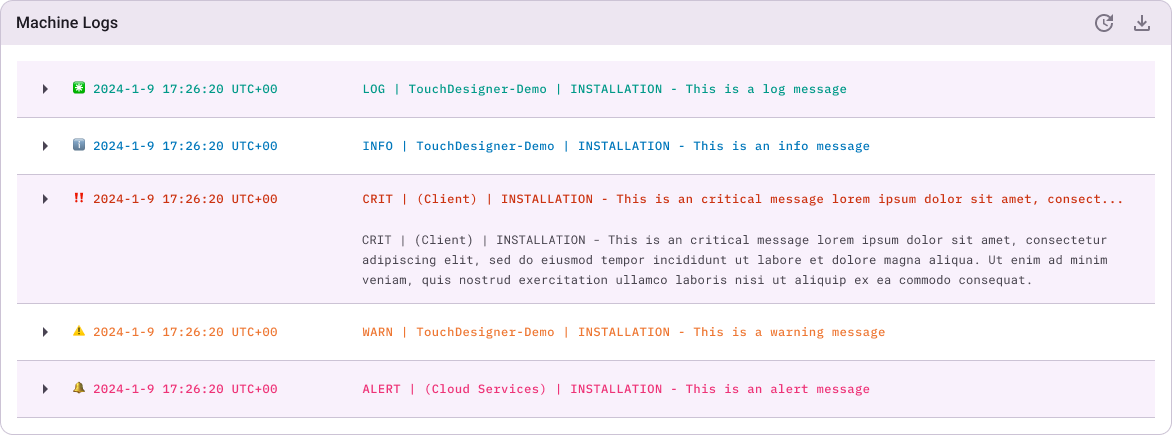 Machine Logs
2024-1-9 17:26:20 UTC+00 LOG | TouchDesigner-Demo | INSTALLATION - This is a log message
2024-1-9 17:26:20 UTC+00 INFO | TouchDesigner-Demo | INSTALLATION - This is an info message
2024-1-9 17:26:20 UTC+00 CRIT | (Client) | INSTALLATION - This is an critical message lorem ipsum dolor sit amet, consect...
CRIT | (Client) | INSTALLATION - This is an critical message lorem ipsum dolor sit amet, consectetur
adipiscing elit, sed do eiusmod tempor incididunt ut labore et dolore magna aliqua. Ut enim ad minim
veniam, quis nostrud exercitation ullamco laboris nisi ut aliquip ex ea commodo consequat.
2024-1-9 17:26:20 UTC+00 WARN | TouchDesigner-Demo | INSTALLATION - This is a warning message
2024-1-9 17:26:20 UTC+00 ALERT | (Cloud Services) | INSTALLATION - This is an alert message